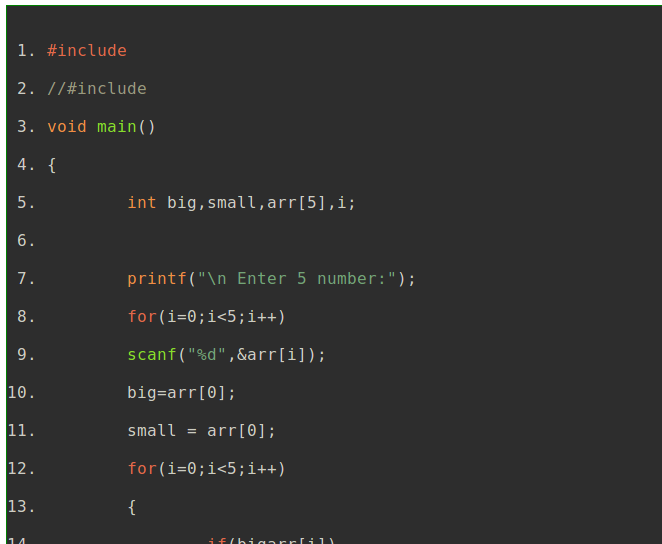 1. #include
2. //#include
3. void main()
4. {
5. int big,small,arr[5],i;
6.
7. printf("\n Enter 5 number:");
8. for(i=0;i<5;i++)
9. scanf("%d",&arr[i]);
10. big=arr[0];
11. small = arr[0];
12. for(i=0;i<5;i++)
13. {
14. if(bigarr[i])